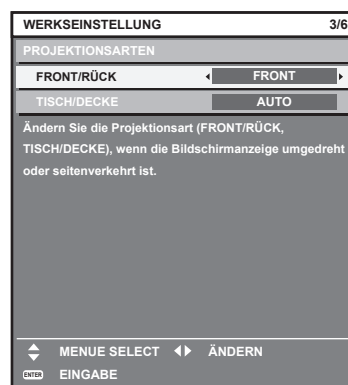 WERKSEINSTELLUNG 3/6
PROJEKTIONSARTEN
FRONT/RÜCK FRONT
TISCH/DECKE AUTO
Ändern Sie die Projektionsart (FRONT/RÜCK,
TISCH/DECKE), wenn die Bildschirmanzeige umgedreht
oder seitenverkehrt ist.
MENUE SELECT ÄNDERN
ENTER EINGABE